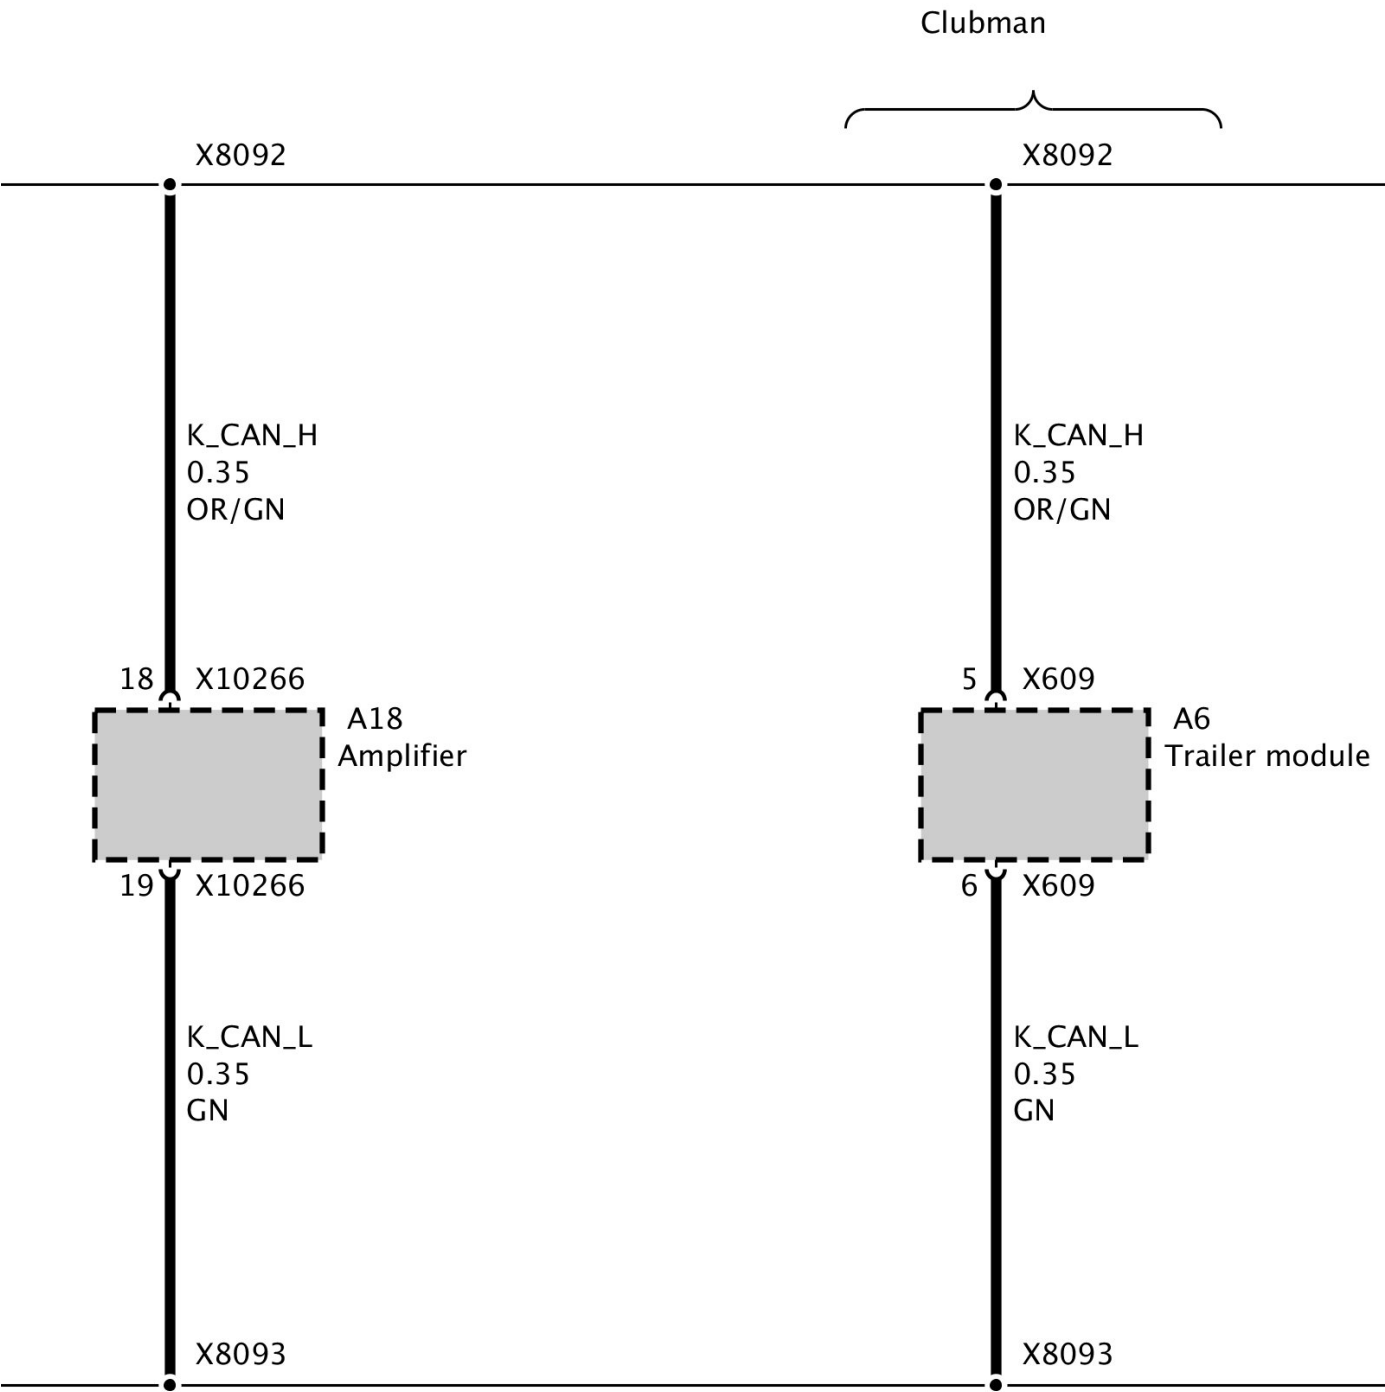 Clubman
X8092
X8092
K_CAN_H
0.35
OR/GN
K_CAN_H
0.35
OR/GN
18
X10266
5
X609
A18
Amplifier
A6
Trailer module
19
X10266
6
X609
K_CAN_L
0.35
GN
K_CAN_L
0.35
GN
X8093
X8093